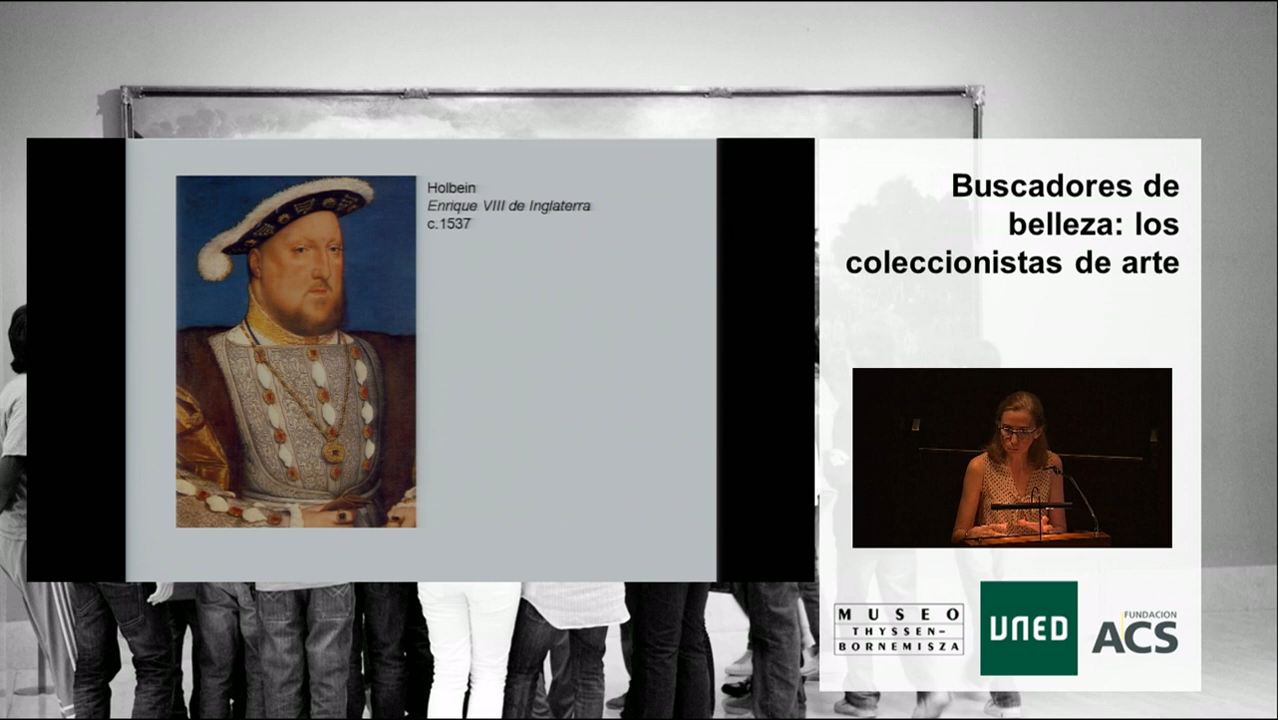 Holbein
Enrique VIII de Inglaterra
c.1537
Buscadores de
belleza: los
coleccionistas de arte
MUSEO
THYSSEN-
BORNEMISZA
UNED
FUNDACION
ACS